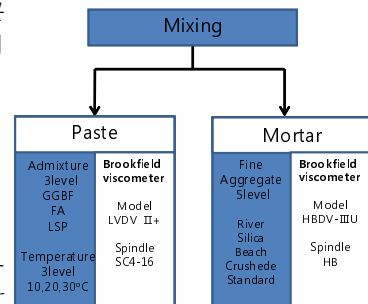 Mixing
Paste
Admixture
3level
GGBF
FA
LSP
Temperature
3level
10,20,30ºC
Brookfield
viscometer
Model
LVDV II+
Spindle
SC4-16
Mortar
Fine
Aggregate
5level
River
Silica
Beach
Crushede
Standard
Brookfield
viscometer
Model
HBDV-IIIU
Spindle
HB